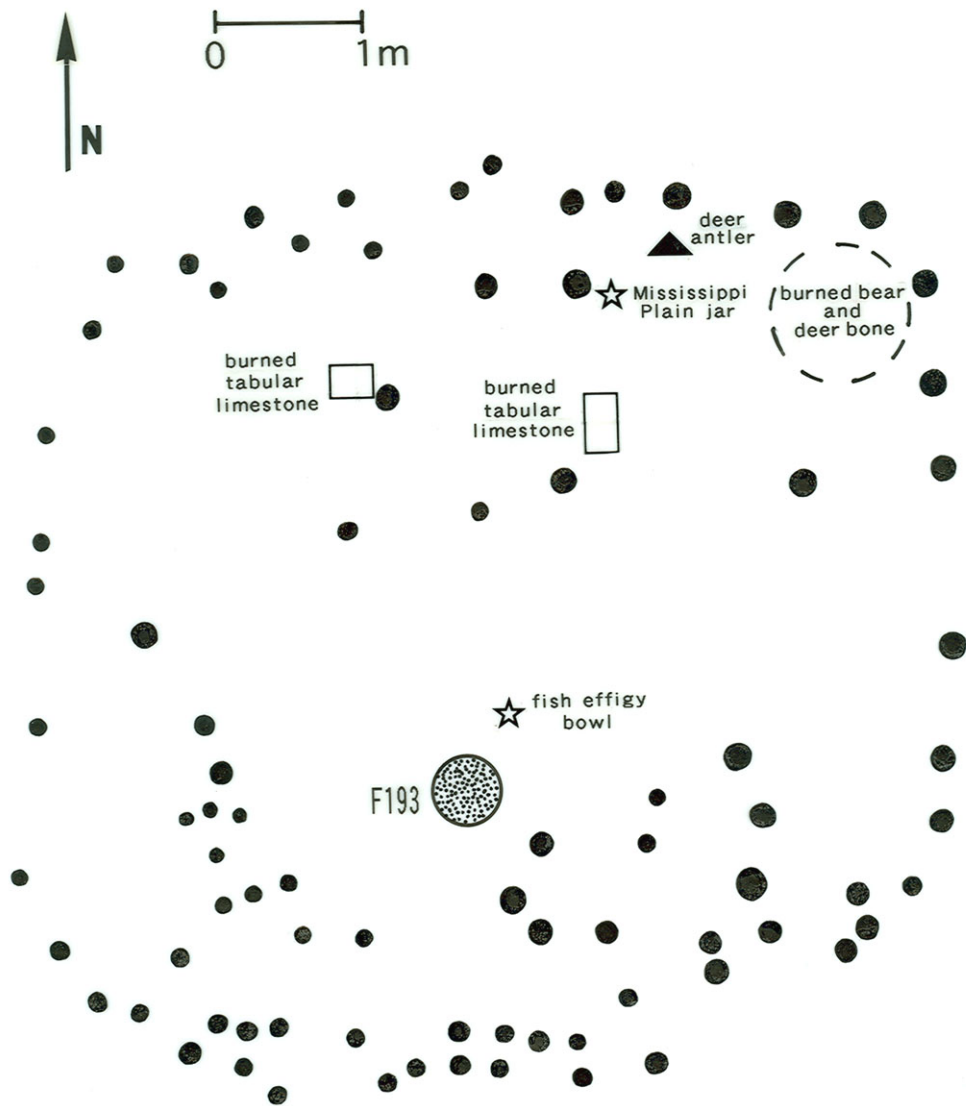 0 1m
N
deer
antler
Mississippi
Plain jar
burned bear
and
deer bone
burned
tabular
limestone
burned
tabular
limestone
fish effigy
bowl
F193